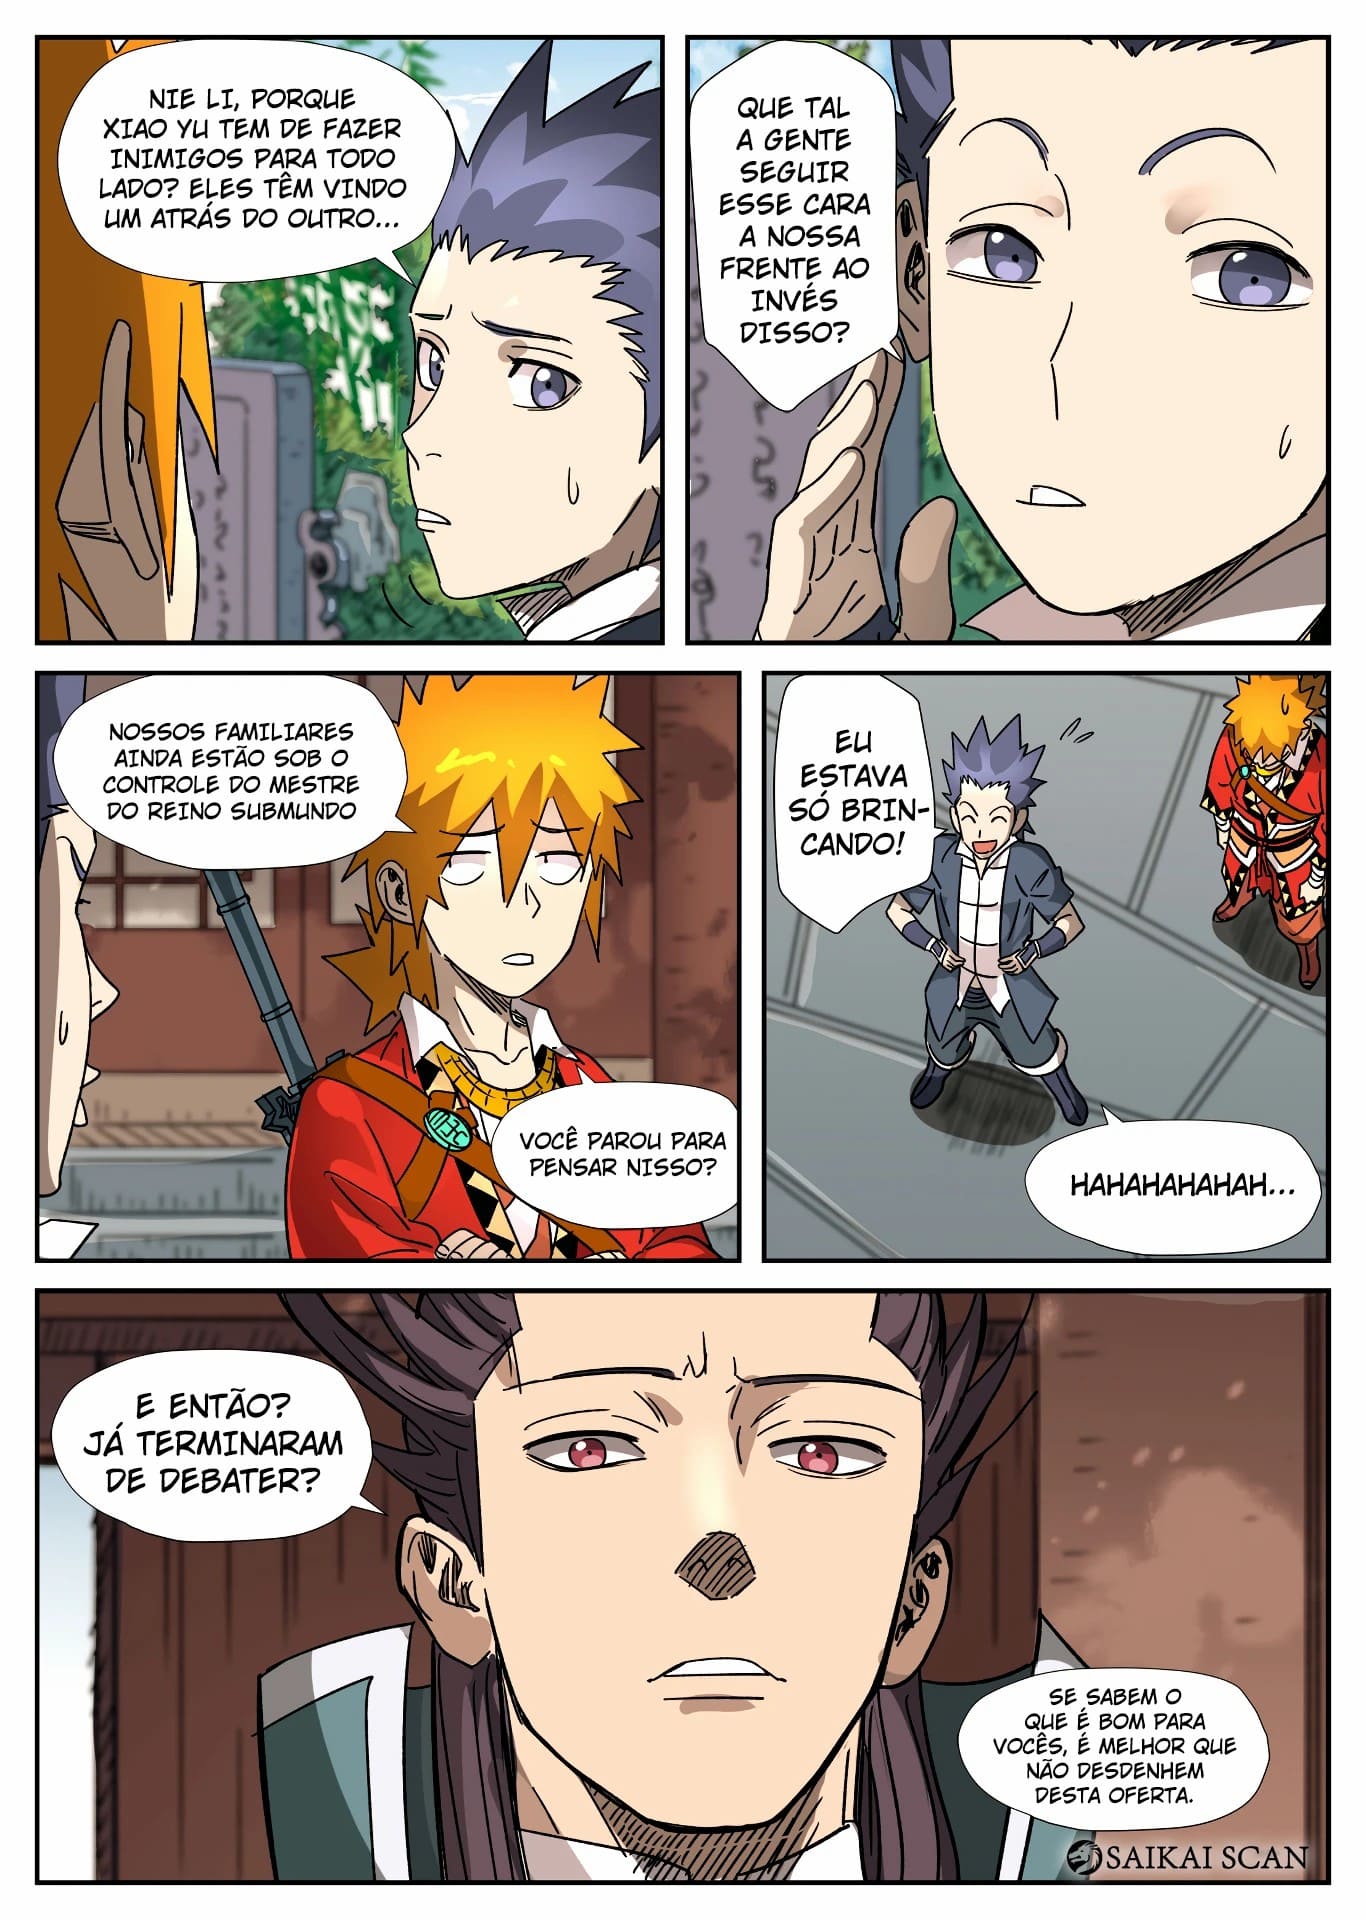 NIE LI, PORQUE
XIAO YU TEM DE FAZER
INIMIGOS PARA TODO
LADO? ELES TÊM VINDO
UM ATRÁS DO OUTRO...
QUE TAL
A GENTE
SEGUIR
ESSE CARA
A NOSSA
FRENTE AO
INVÉS
DISSO?
NOSSOS FAMILIARES
AINDA ESTÃO SOB O
CONTROLE DO MESTRE
DO REINO SUBMUNDO
VOCÊ PAROU PARA
PENSAR NISSO?
EU
ESTAVA
SÓ BRIN-
CANDO!
HAHAHAHAHAH...
E ENTÃO?
JÁ TERMINARAM
DE DEBATER?
SE SABEM O
QUE É BOM PARA
VOCÊS, É MELHOR QUE
NÃO DESDENHEM
DESTA OFERTA.
SAIKAI SCAN